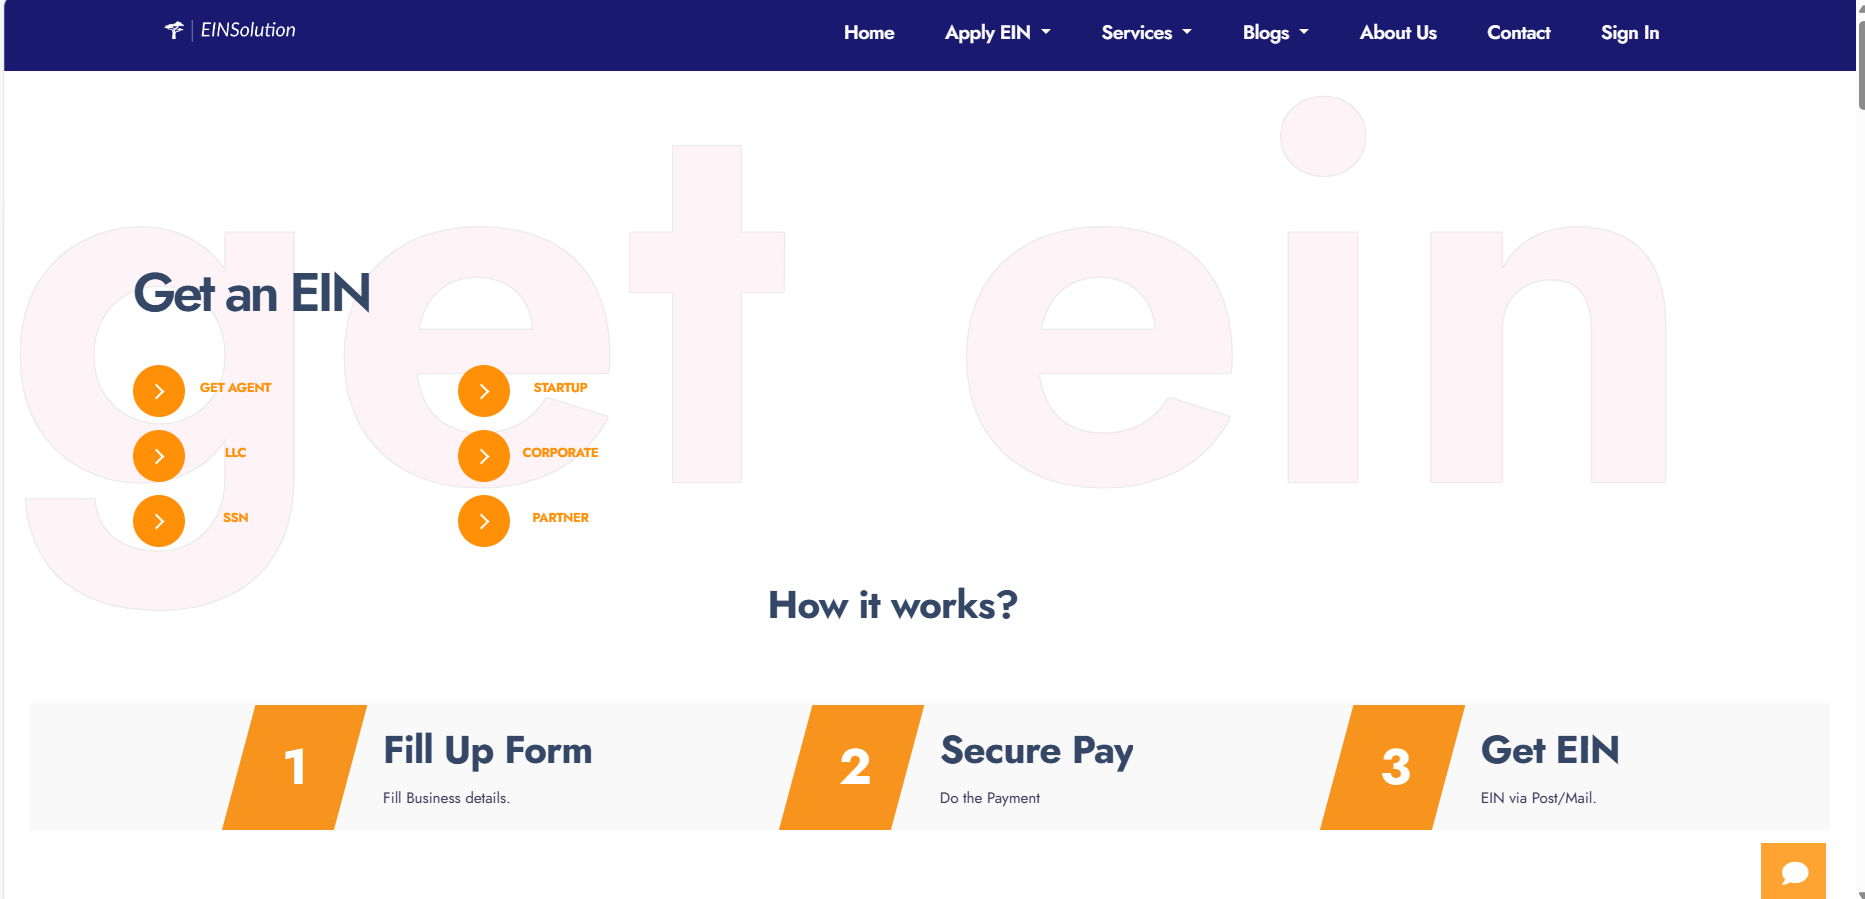 EINSolution
Home Apply EIN Services Blogs About Us Contact Sign In
get ein
Get an EIN
GET AGENT STARTUP
LLC CORPORATE
SSN PARTNER
How it works?
1 Fill Up Form
Fill Business details.
2 Secure Pay
Do the Payment
3 Get EIN
EIN via Post/Mail.